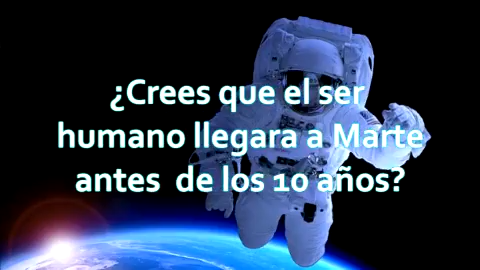 ¿Crees que el ser
humano llegara a Marte
antes de los 10 años?